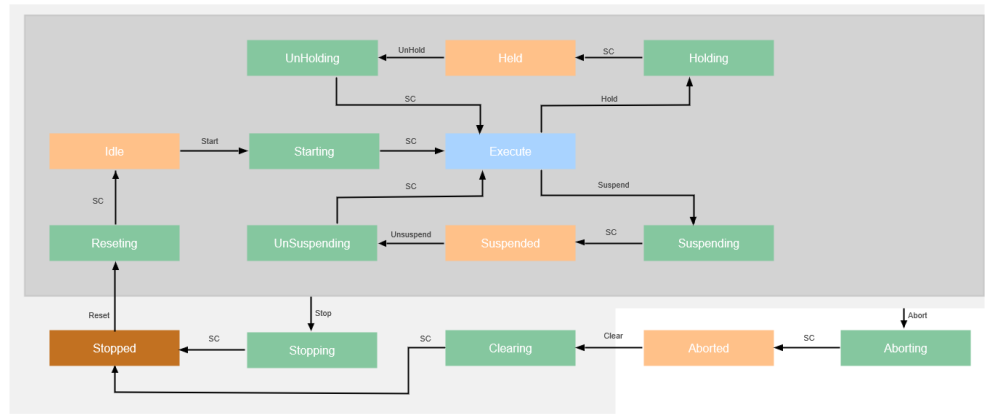 UnHolding
UnHold
Held
SC
Holding
SC
Hold
Idle
Start
Starting
SC
Execute
SC
SC
Suspend
Reseting
UnSuspending
Unsuspend
Suspended
SC
Suspending
Reset
Stop
Abort
Stopped
SC
Stopping
SC
Clearing
Clear
Aborted
SC
Aborting